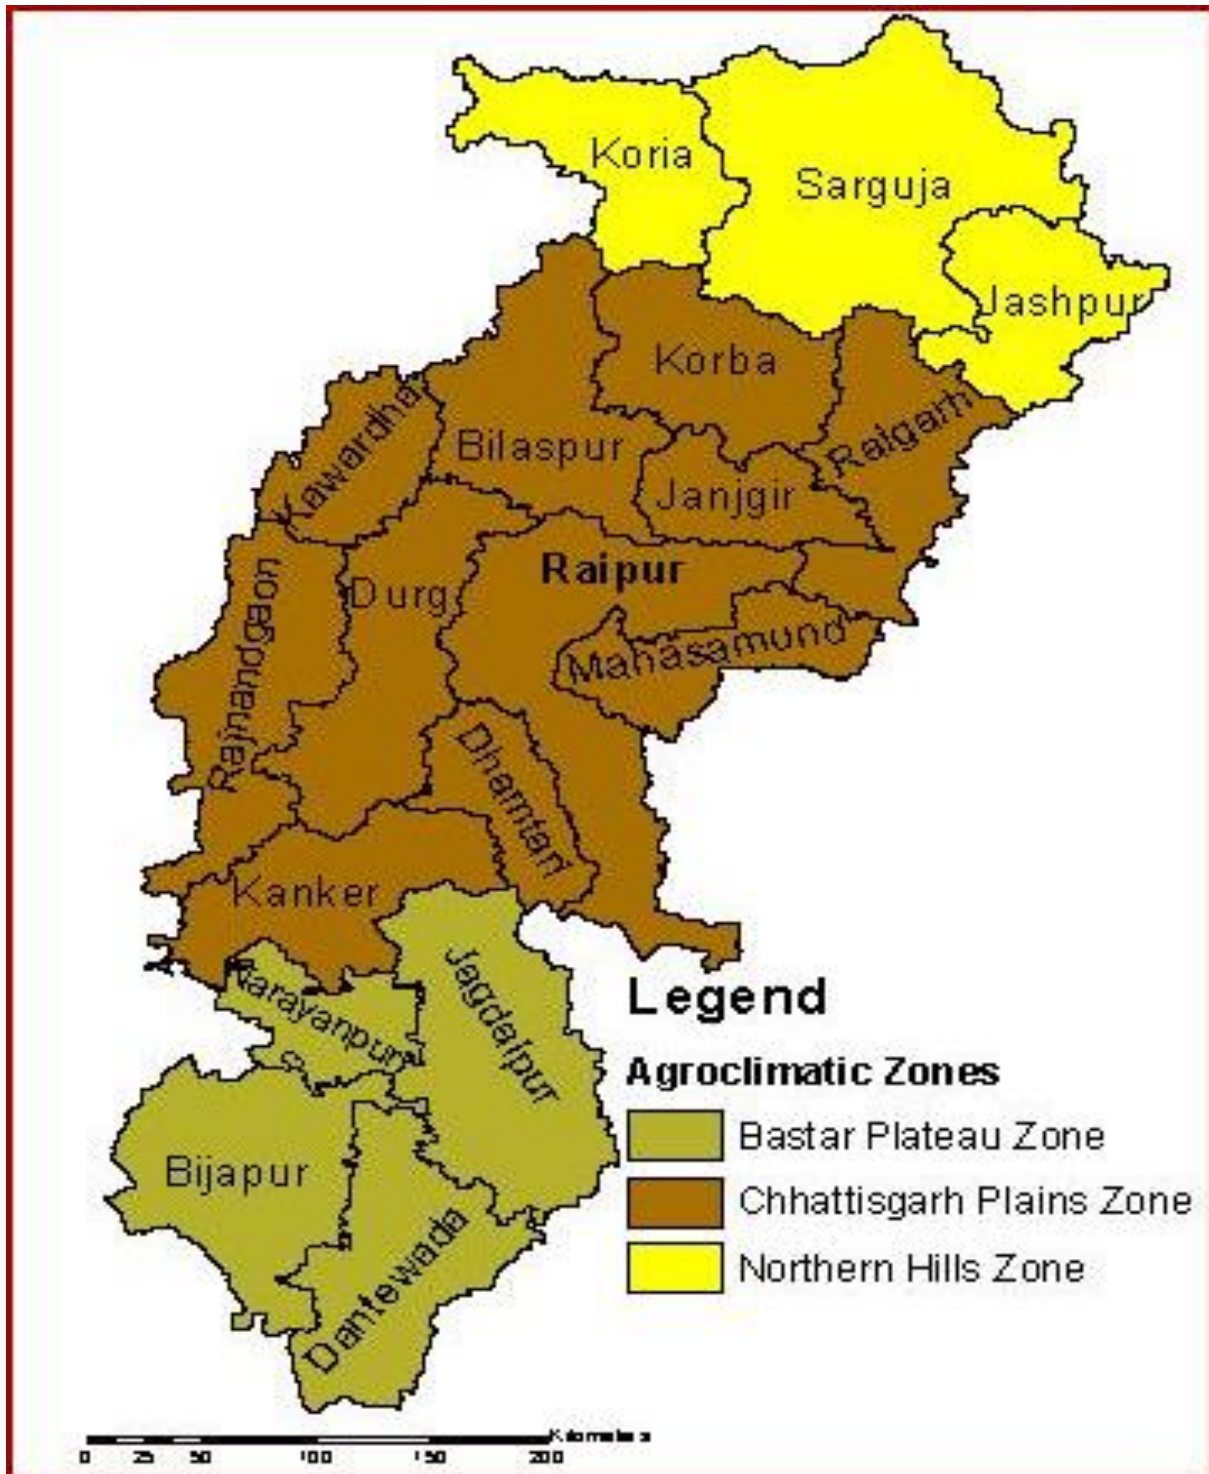 Koria
Sarguja
Jashpur
Korba
Raigarh
Kawardha
Bilaspur
Janjgir
Raipur
Durg
Rajnandgaon
Mahasamund
Dhamtari
Kanker
Narayanpur
Jagdalpur
Bijapur
Dantewada
Legend
Agroclimatic Zones
Bastar Plateau Zone
Chhattisgarh Plains Zone
Northern Hills Zone
Kilometers
0 25 50 100 150 200